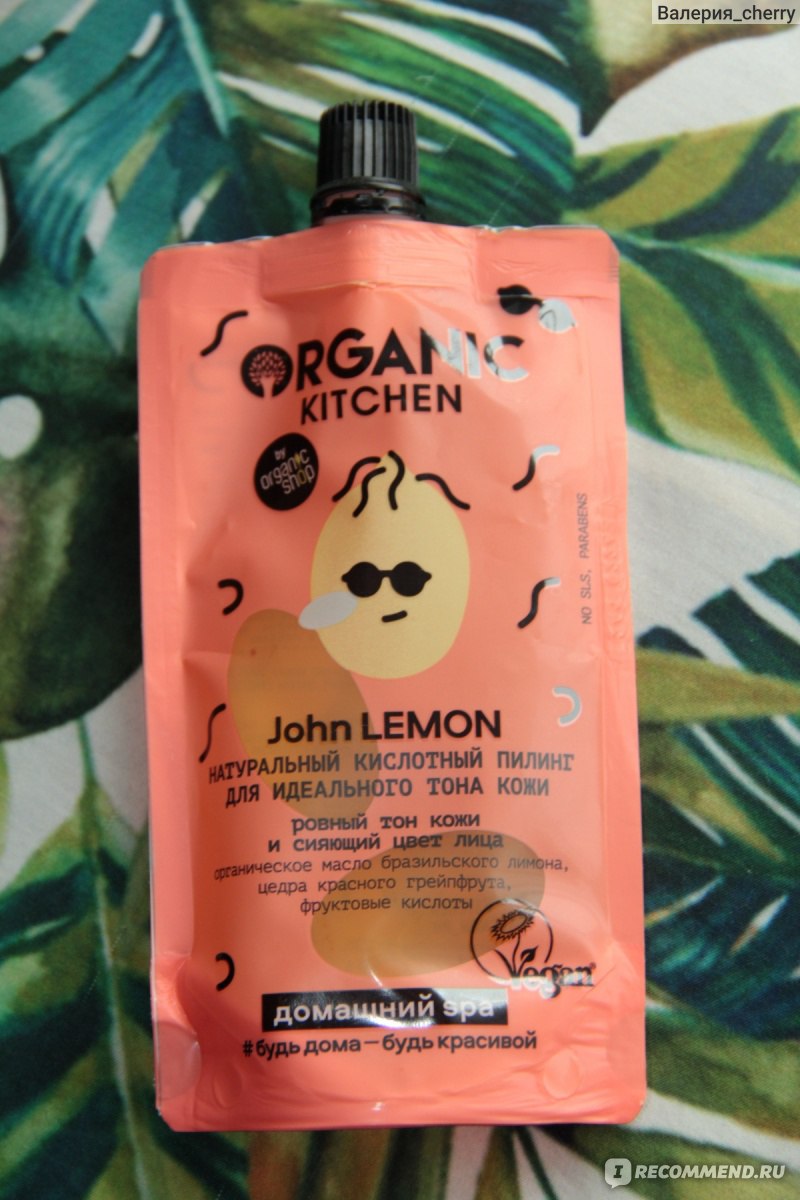 Валерия_cherry
ORGANIC
KITCHEN
by
organic
shop
NO SLS, PARABENS
John LEMON
НАТУРАЛЬНЫЙ КИСЛОТНЫЙ ПИЛИНГ
ДЛЯ ИДЕАЛЬНОГО ТОНА КОЖИ
ровный тон кожи
и сияющий цвет лица
органическое масло бразильского лимона,
цедра красного грейпфрута,
фруктовые кислоты
Vegan
домашний spa
#будь дома — будь красивой
IRECOMMEND.RU